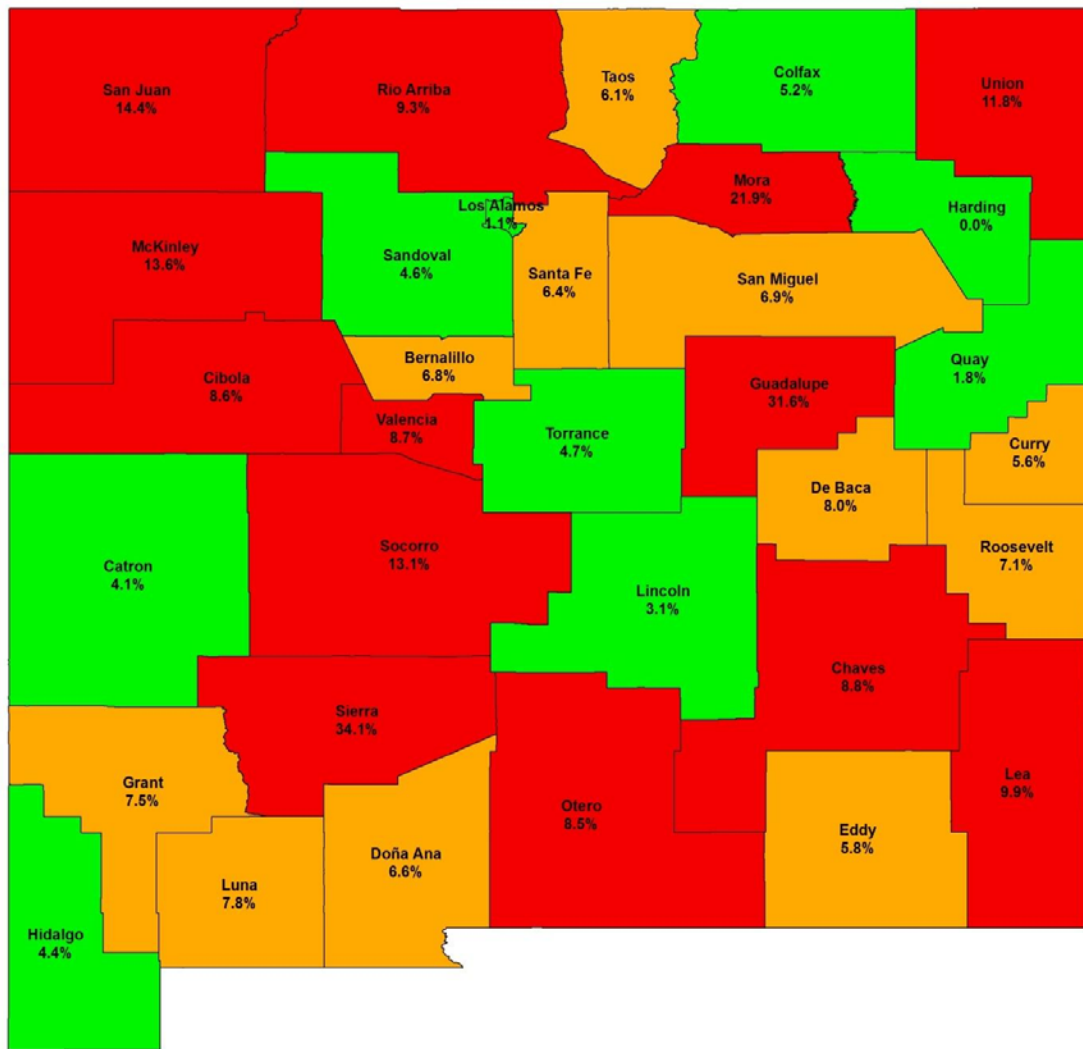 San Juan
14.4%
Rio Arriba
9.3%
Taos
6.1%
Colfax
5.2%
Union
11.8%
Mora
21.9%
Harding
0.0%
Los Alamos
1.1%
McKinley
13.6%
Sandoval
4.6%
Santa Fe
6.4%
San Miguel
6.9%
Bernalillo
6.8%
Quay
1.8%
Cibola
8.6%
Guadalupe
31.6%
Valencia
8.7%
Torrance
4.7%
Curry
5.6%
De Baca
8.0%
Socorro
13.1%
Roosevelt
7.1%
Catron
4.1%
Lincoln
3.1%
Chaves
8.8%
Sierra
34.1%
Grant
7.5%
Otero
8.5%
Lea
9.9%
Eddy
5.8%
Doña Ana
6.6%
Luna
7.8%
Hidalgo
4.4%